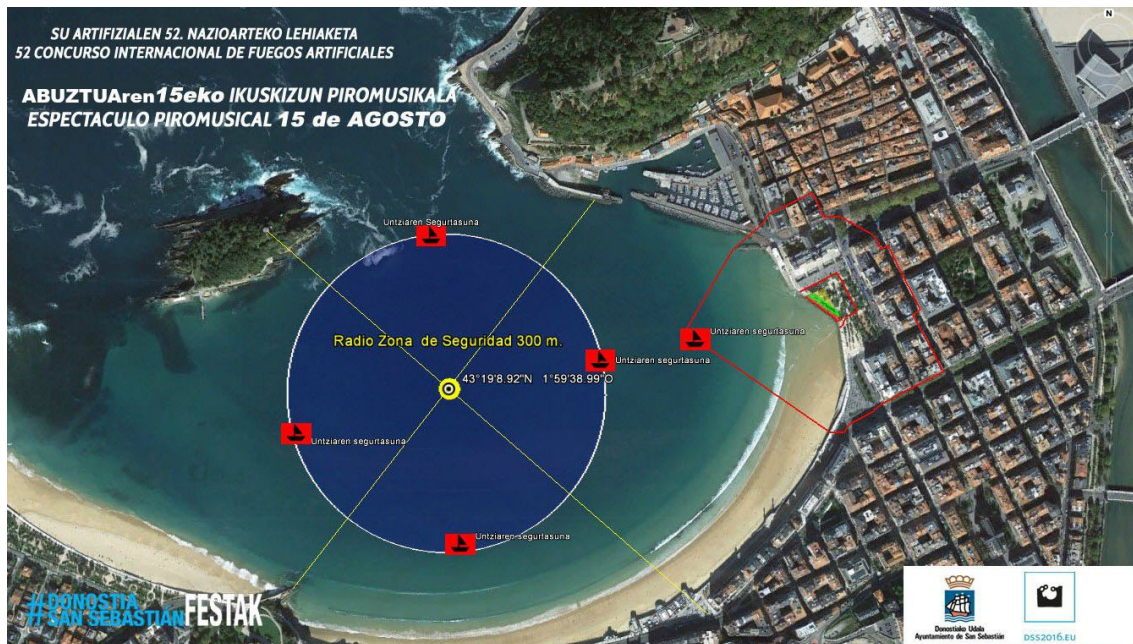 SU ARTIFIZIALEN 52. NAZIOARTEKO LEHIAKETA
52 CONCURSO INTERNACIONAL DE FUEGOS ARTIFICIALES
ABUZTUAren 15eko IKUSKIZUN PIROMUSIKALA
ESPECTACULO PIROMUSICAL 15 de AGOSTO
N
Untziaren Segurtasuna
Radio Zona de Seguridad 300 m.
Untziaren segurtasuna
Untziaren segurtasuna
43°19'8.92"N 1°59'38.99"O
Untziaren segurtasuna
Untziaren segurtasuna
#DONOSTIA
SAN SEBASTIÁN FESTAK
Donostiako Udala
Ayuntamiento de San Sebastián
DSS2016.EU